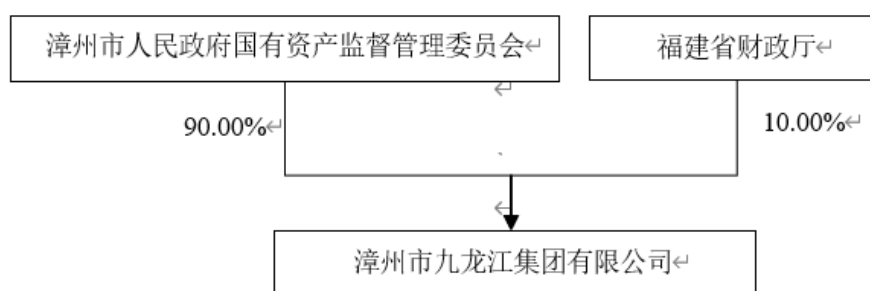 漳州市人民政府国有资产监督管理委员会↵
福建省财政厅↵
↵
90.00%↵
10.00%↵
↵
漳州市九龙江集团有限公司↵